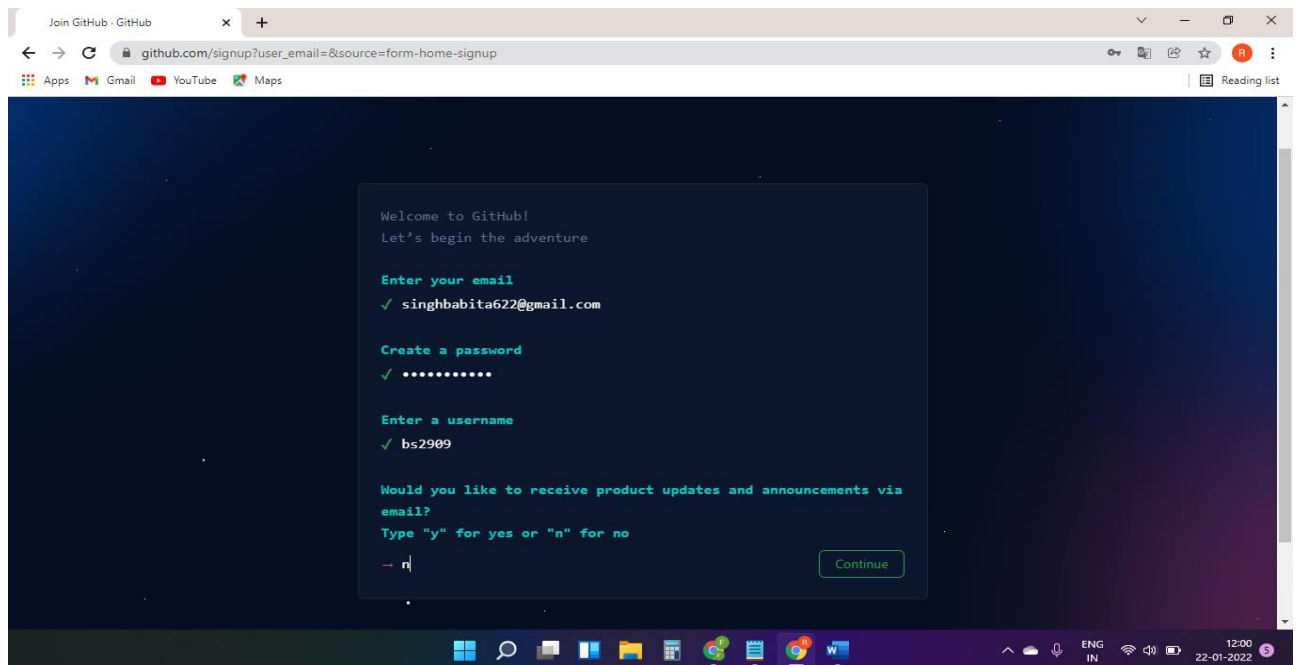 Join GitHub · GitHub
github.com/signup?user_email=&source=form-home-signup
R
Apps Gmail YouTube Maps Reading list
Welcome to GitHub!
Let's begin the adventure
Enter your email
✓ singhbabita622@gmail.com
Create a password
✓ •••••••••••
Enter a username
✓ bs2909
Would you like to receive product updates and announcements via
email?
Type "y" for yes or "n" for no
→ n Continue
ENG 12:00
IN 22-01-2022 5